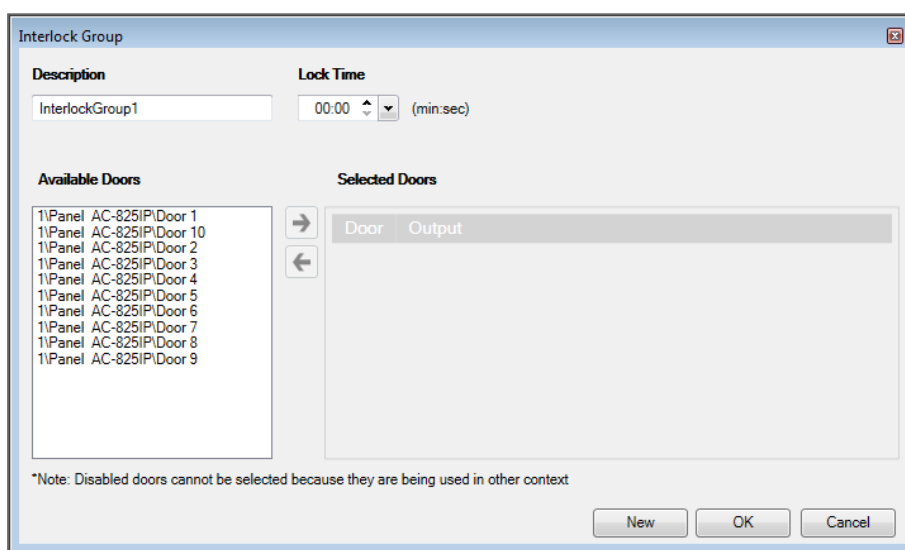 Interlock Group
Description Lock Time
InterlockGroup1 00:00 (min:sec)
Available Doors Selected Doors
1\Panel AC-825IP\Door 1
1\Panel AC-825IP\Door 10
1\Panel AC-825IP\Door 2
1\Panel AC-825IP\Door 3
1\Panel AC-825IP\Door 4
1\Panel AC-825IP\Door 5
1\Panel AC-825IP\Door 6
1\Panel AC-825IP\Door 7
1\Panel AC-825IP\Door 8
1\Panel AC-825IP\Door 9
Door Output
*Note: Disabled doors cannot be selected because they are being used in other context
New OK Cancel